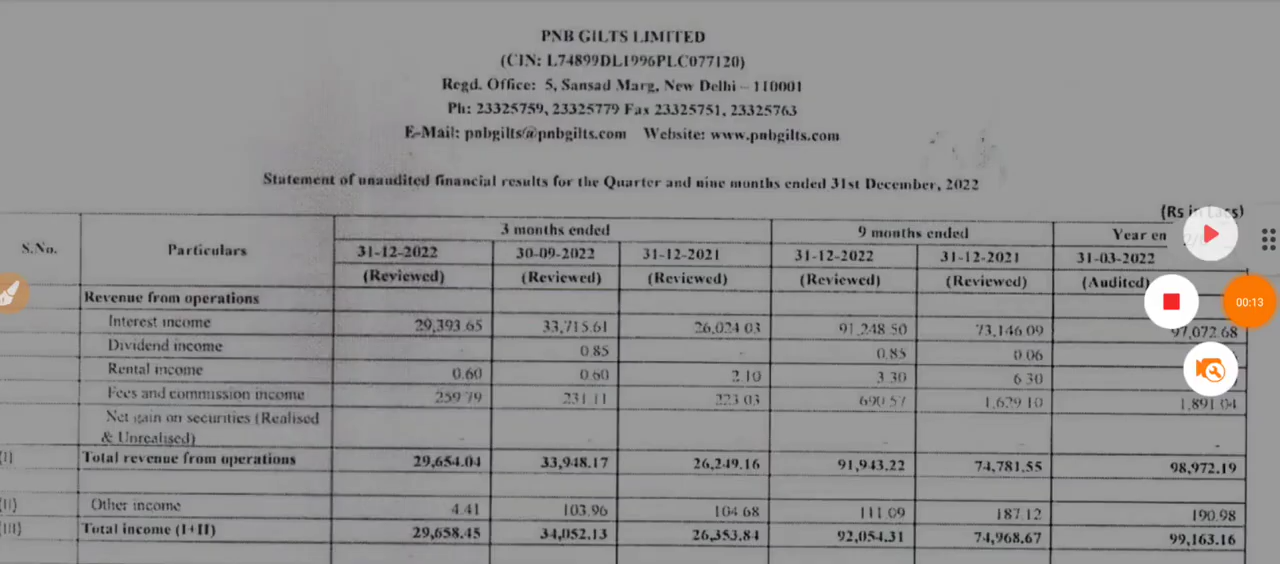 PNB GILTS LIMITED
(CIN: L74899DL1996PLC077120)
Regd. Office: 5, Sansad Marg, New Delhi – 110001
Ph: 23325759, 23325779 Fax 23325751, 23325763
E-Mail: pnbgilts@pnbgilts.com Website: www.pnbgilts.com
Statement of unaudited financial results for the Quarter and nine months ended 31st December, 2022
(Rs in Lacs)
S.No. Particulars 3 months ended 9 months ended Year en
31-12-2022 30-09-2022 31-12-2021 31-12-2022 31-12-2021 31-03-2022
(Reviewed) (Reviewed) (Reviewed) (Reviewed) (Reviewed) (Audited)
00:13
Revenue from operations
Interest income 29,393.65 33,715.61 26,024.03 91,248.50 73,146.09 97,072.68
Dividend income - 0.85 - 0.85 0.06
Rental income 0.60 0.60 2.10 3.30 6.30
Fees and commission income 259.79 231.11 223.03 690.57 1,629.10 1,891.04
Net gain on securities (Realised
& Unrealised) - - - - - -
(I) Total revenue from operations 29,654.04 33,948.17 26,249.16 91,943.22 74,781.55 98,972.19
(II) Other income 4.41 103.96 104.68 111.09 187.12 190.98
(III) Total income (I+II) 29,658.45 34,052.13 26,353.84 92,054.31 74,968.67 99,163.16